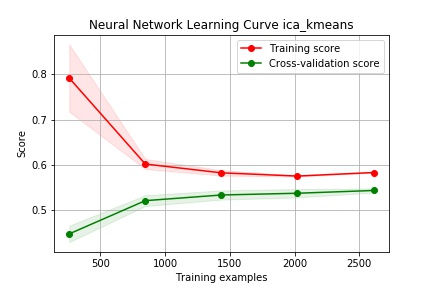 Neural Network Learning Curve ica_kmeans
Training score
Cross-validation score
0.8
0.7
0.6
0.5
Score
500
1000
1500
2000
2500
Training examples